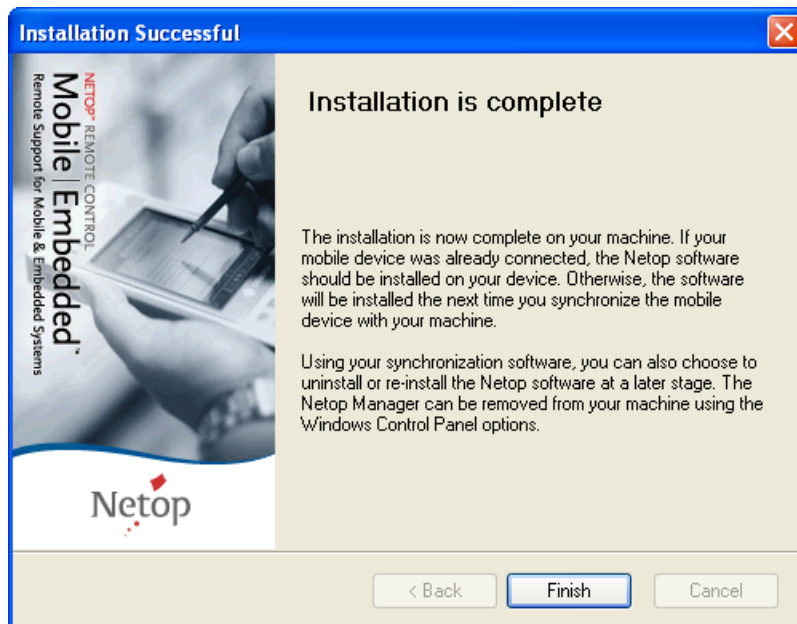 Installation Successful
NETOP™ REMOTE CONTROL
Mobile | Embedded™
Remote Support for Mobile & Embedded Systems
Netop
Installation is complete
The installation is now complete on your machine. If your
mobile device was already connected, the Netop software
should be installed on your device. Otherwise, the software
will be installed the next time you synchronize the mobile
device with your machine.
Using your synchronization software, you can also choose to
uninstall or re-install the Netop software at a later stage. The
Netop Manager can be removed from your machine using the
Windows Control Panel options.
< Back
Finish
Cancel